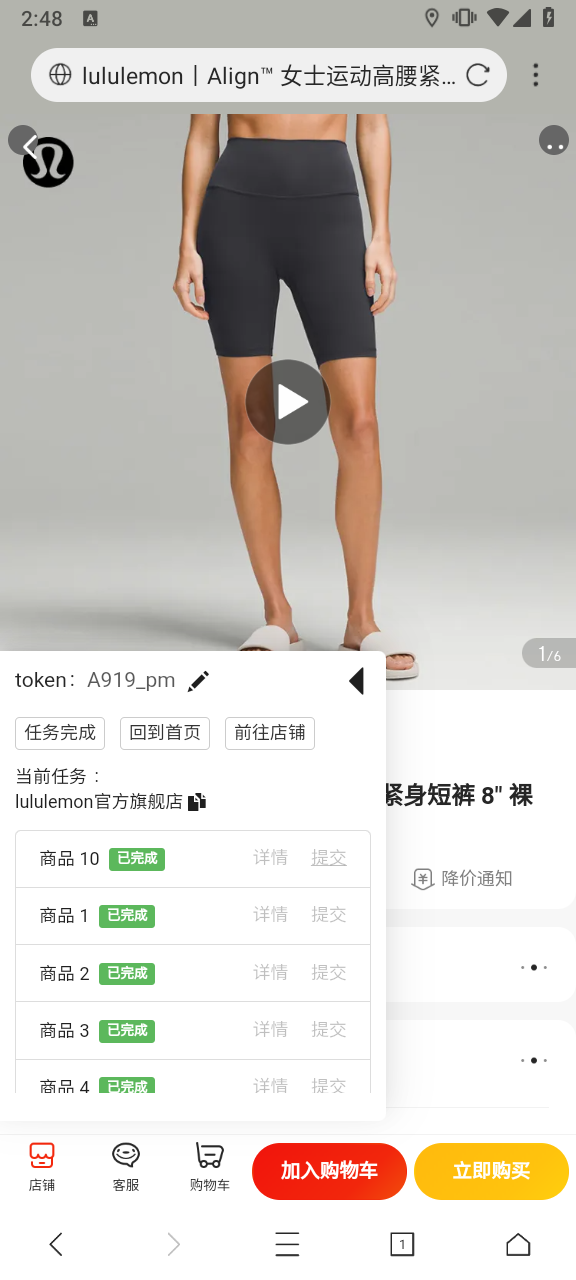 2:48
A
lululemon丨Align™ 女士运动高腰紧...
1/6
token： A919_pm
任务完成 回到首页 前往店铺
当前任务：
lululemon官方旗舰店
紧身短裤 8" 裸
降价通知
商品 10 已完成 详情 提交
商品 1 已完成 详情 提交
商品 2 已完成 详情 提交
商品 3 已完成 详情 提交
商品 4 已完成 详情 提交
店铺 客服 购物车 加入购物车 立即购买
1